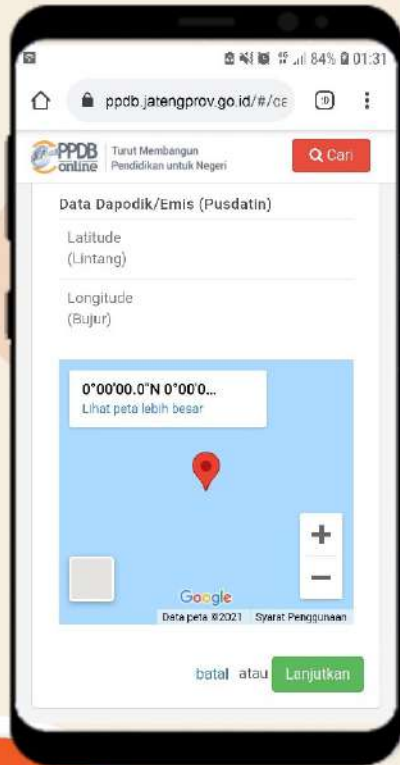 84% 01:31
ppdb.jatengprov.go.id/#/ca :D
PPDB online
Turut Membangun
Pendidikan untuk Negeri
Cari
Data Dapodik/Emis (Pusdatin)
Latitude
(Lintang)
Longitude
(Bujur)
0°00'00.0"N 0°00'0...
Lihat peta lebih besar
+
−
Google
Data peta ©2021 Syarat Penggunaan
batal atau Lanjutkan